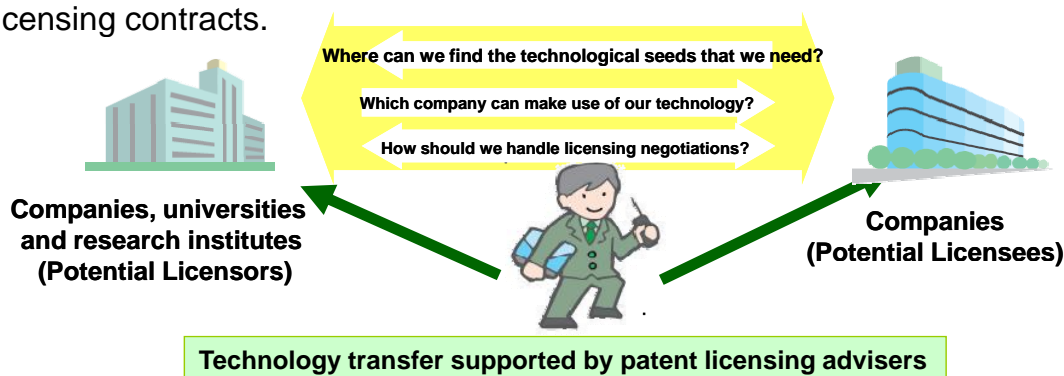 censing contracts.
Where can we find the technological seeds that we need?
Which company can make use of our technology?
How should we handle licensing negotiations?
Companies, universities
and research institutes
(Potential Licensors)
Companies
(Potential Licensees)
Technology transfer supported by patent licensing advisers